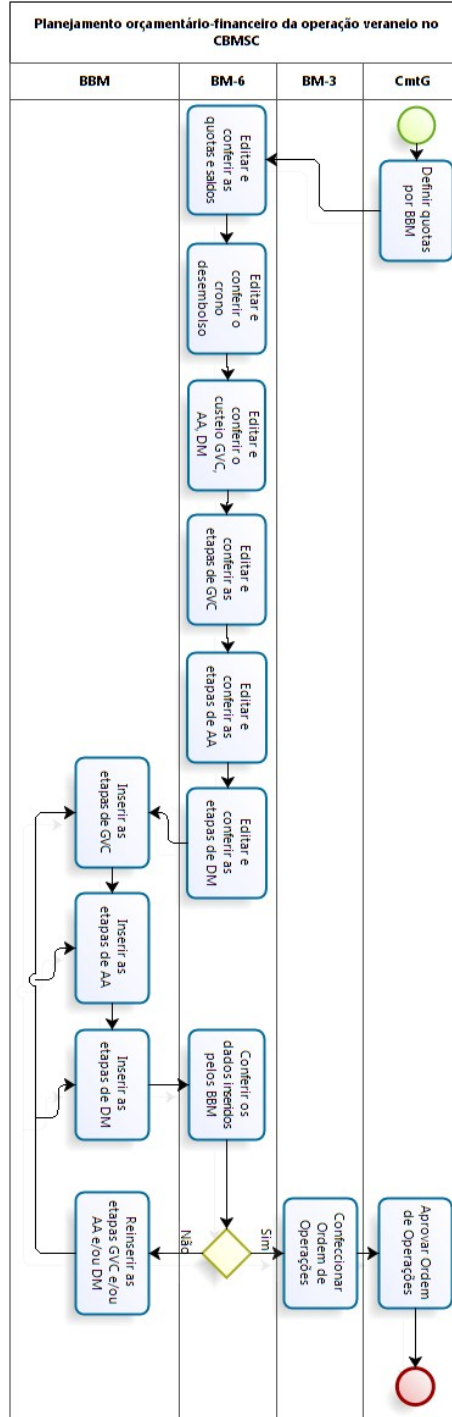 Planejamento orçamentário-financeiro da operação veraneio no
CBMSC
BBM
BM-6
BM-3
CmtG
Definir quotas
por BBM
Editar e
conferir as
quotas e saldos
Editar e
conferir o
crono
desembolso
Editar e
conferir o
custeio GVC,
AA, DM
Editar e
conferir as
etapas de GVC
Editar e
conferir as
etapas de AA
Editar e
conferir as
etapas de DM
Inserir as
etapas de GVC
Inserir as
etapas de AA
Inserir as
etapas de DM
Conferir os
dados inseridos
pelos BBM
Sim
Não
Reinserir as
etapas GVC e/ou
AA e/ou DM
Confeccionar
Ordem de
Operações
Aprovar Ordem
de Operações